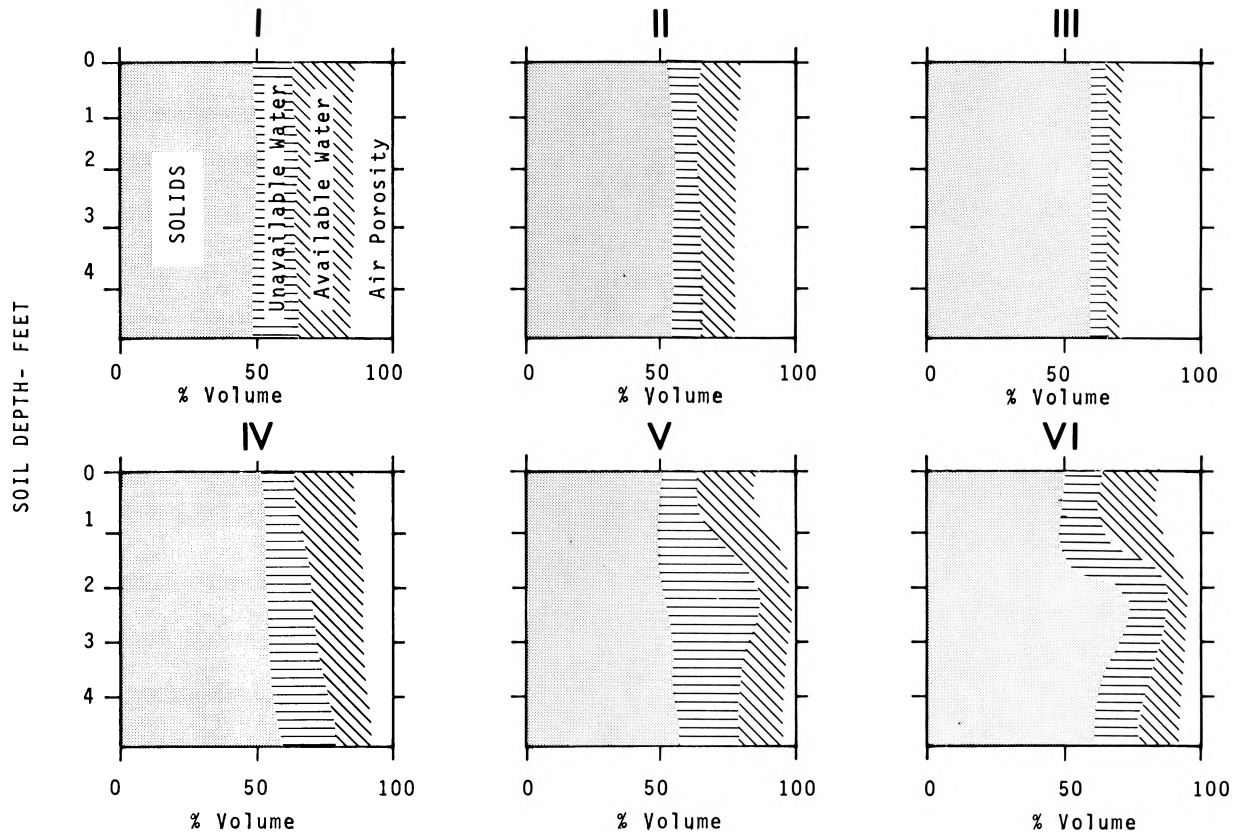 I
II
III
0
1
2
3
4
SOLIDS
Unavailable Water
Available Water
Air Porosity
0 50 100
% Volume
0 50 100
% Volume
0 50 100
% Volume
SOIL DEPTH- FEET
IV
V
VI
0
1
2
3
4
0 50 100
% Volume
0 50 100
% Volume
0 50 100
% Volume